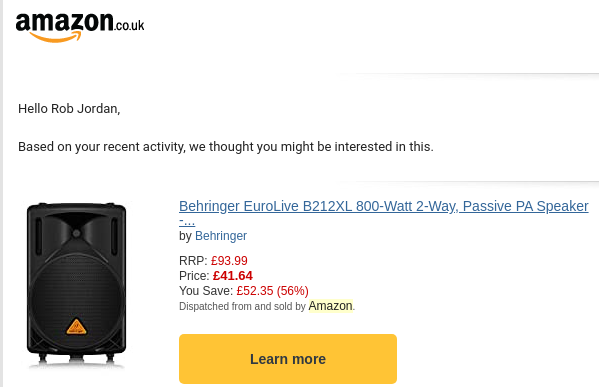 amazon.co.uk
Hello Rob Jordan,
Based on your recent activity, we thought you might be interested in this.
Behringer EuroLive B212XL 800-Watt 2-Way, Passive PA Speaker
-...
by Behringer
RRP: £93.99
Price: £41.64
You Save: £52.35 (56%)
Dispatched from and sold by Amazon.
Learn more